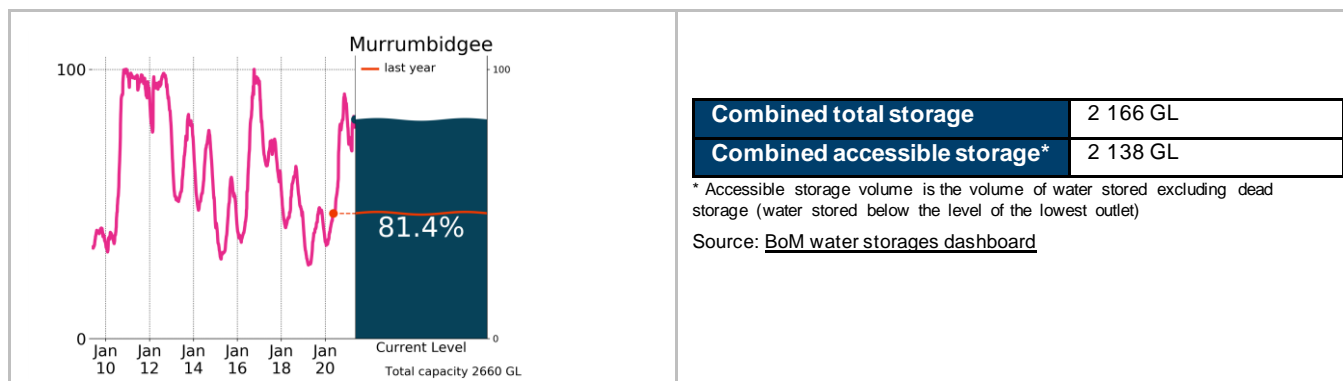 Murrumbidgee
last year
100
100
81.4%
0
0
Jan 10
Jan 12
Jan 14
Jan 16
Jan 18
Jan 20
Current Level
Total capacity 2660 GL
Combined total storage 2 166 GL
Combined accessible storage* 2 138 GL
* Accessible storage volume is the volume of water stored excluding dead
storage (water stored below the level of the lowest outlet)
Source: BoM water storages dashboard